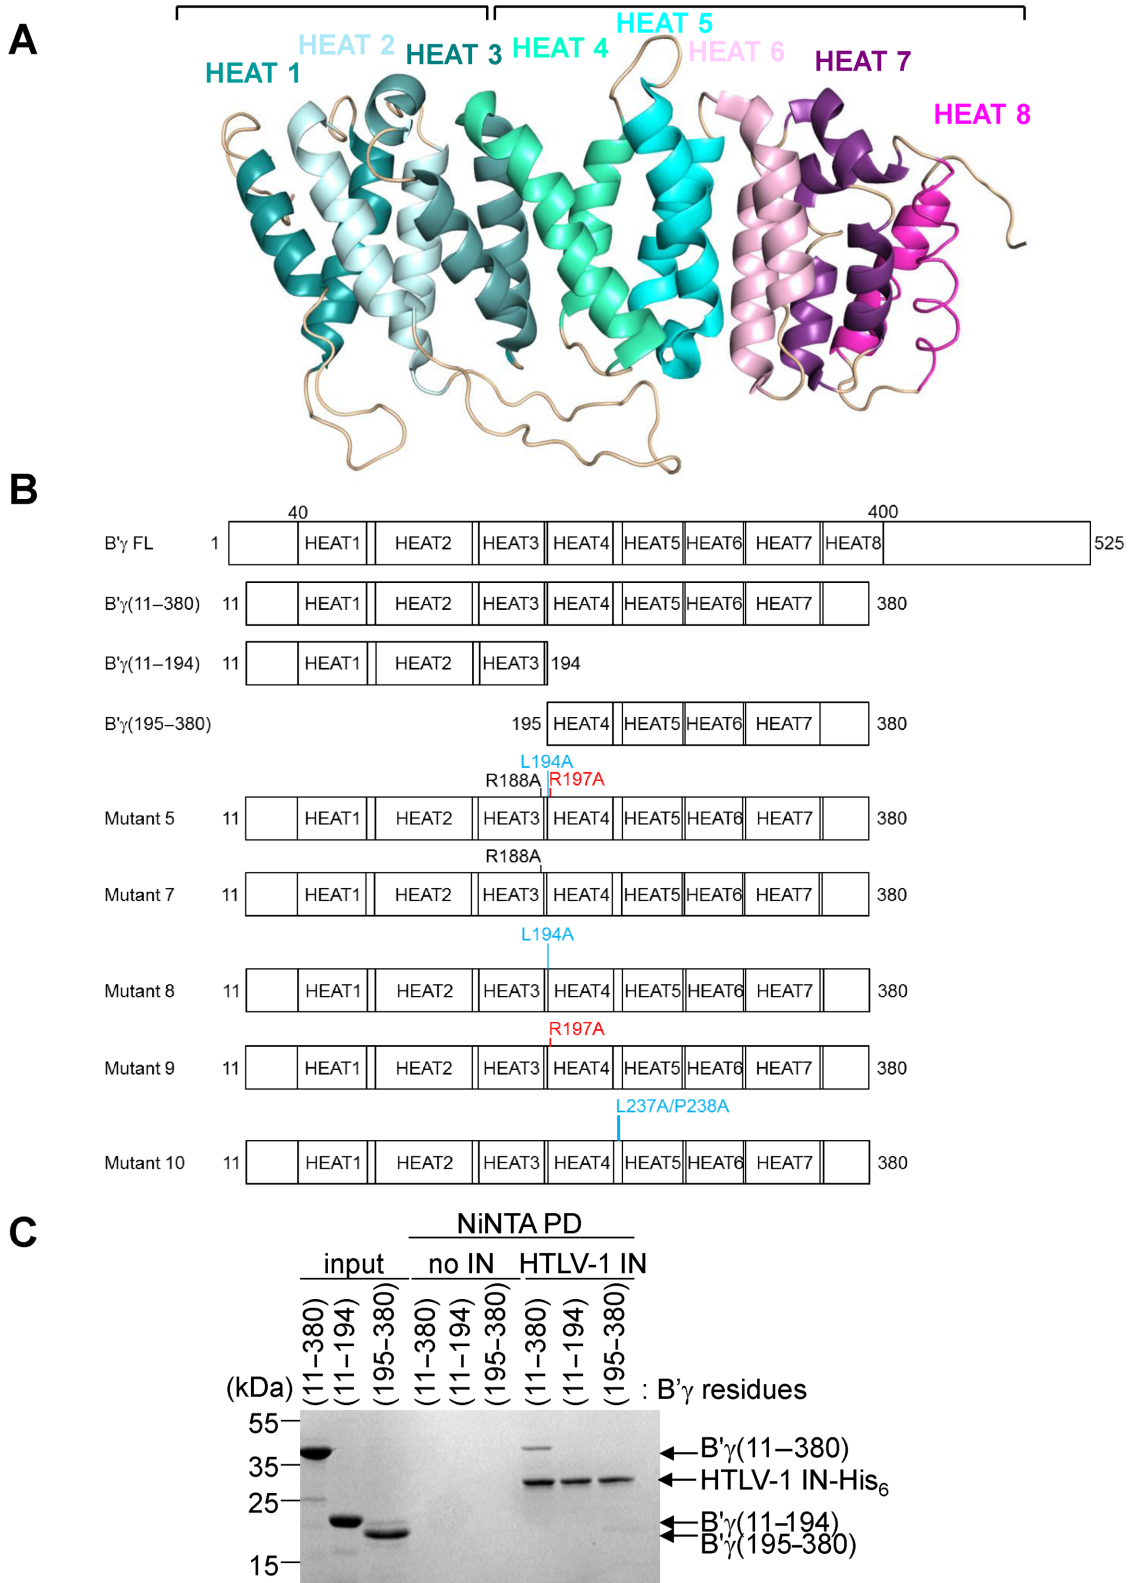 A
HEAT 1
HEAT 2
HEAT 3
HEAT 4
HEAT 5
HEAT 6
HEAT 7
HEAT 8
B
40 400
B'γ FL 1 HEAT1 HEAT2 HEAT3 HEAT4 HEAT5 HEAT6 HEAT7 HEAT8 525
B'γ(11–380) 11 HEAT1 HEAT2 HEAT3 HEAT4 HEAT5 HEAT6 HEAT7 380
B'γ(11–194) 11 HEAT1 HEAT2 HEAT3 194
B'γ(195–380) 195 HEAT4 HEAT5 HEAT6 HEAT7 380
L194A
R188A R197A
Mutant 5 11 HEAT1 HEAT2 HEAT3 HEAT4 HEAT5 HEAT6 HEAT7 380
R188A
Mutant 7 11 HEAT1 HEAT2 HEAT3 HEAT4 HEAT5 HEAT6 HEAT7 380
L194A
Mutant 8 11 HEAT1 HEAT2 HEAT3 HEAT4 HEAT5 HEAT6 HEAT7 380
R197A
Mutant 9 11 HEAT1 HEAT2 HEAT3 HEAT4 HEAT5 HEAT6 HEAT7 380
L237A/P238A
Mutant 10 11 HEAT1 HEAT2 HEAT3 HEAT4 HEAT5 HEAT6 HEAT7 380
C
NiNTA PD
input no IN HTLV-1 IN
(11–380) (11–194) (195–380) (11–380) (11–194) (195–380) (11–380) (11–194) (195–380)
(kDa) : B'γ residues
55
B'γ(11–380)
35
HTLV-1 IN-His6
25
B'γ(11–194)
B'γ(195–380)
15